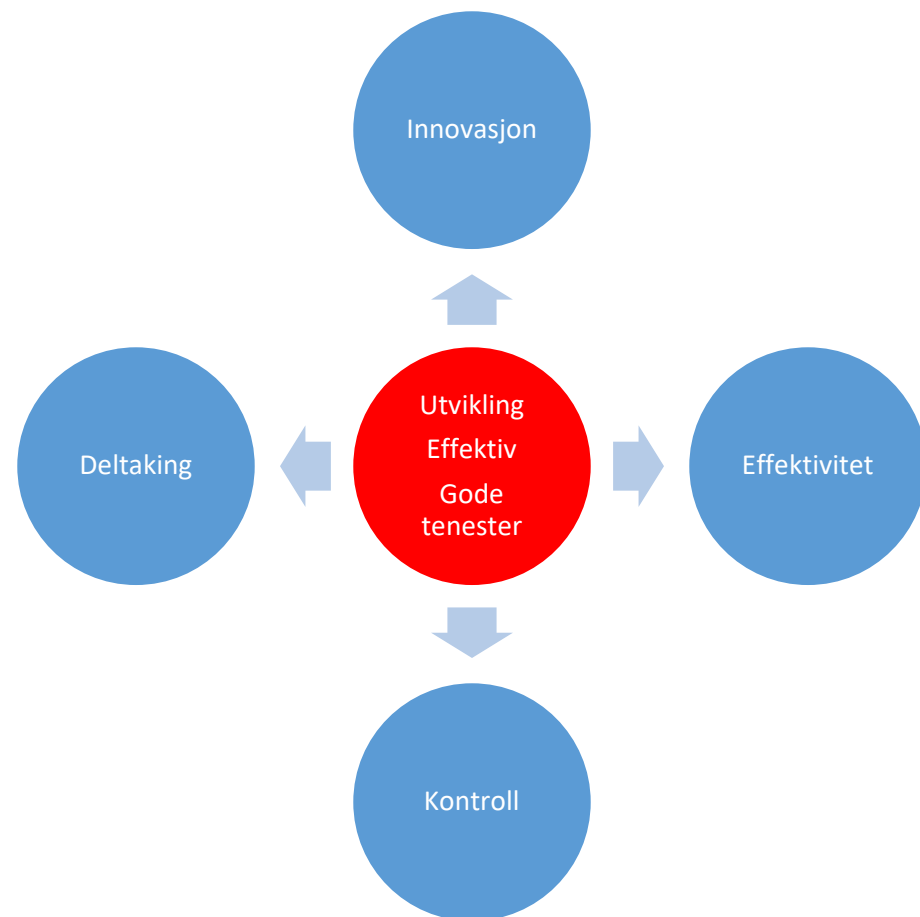 Innovasjon
Utvikling
Effektiv
Gode
tenester
Deltaking
Effektivitet
Kontroll